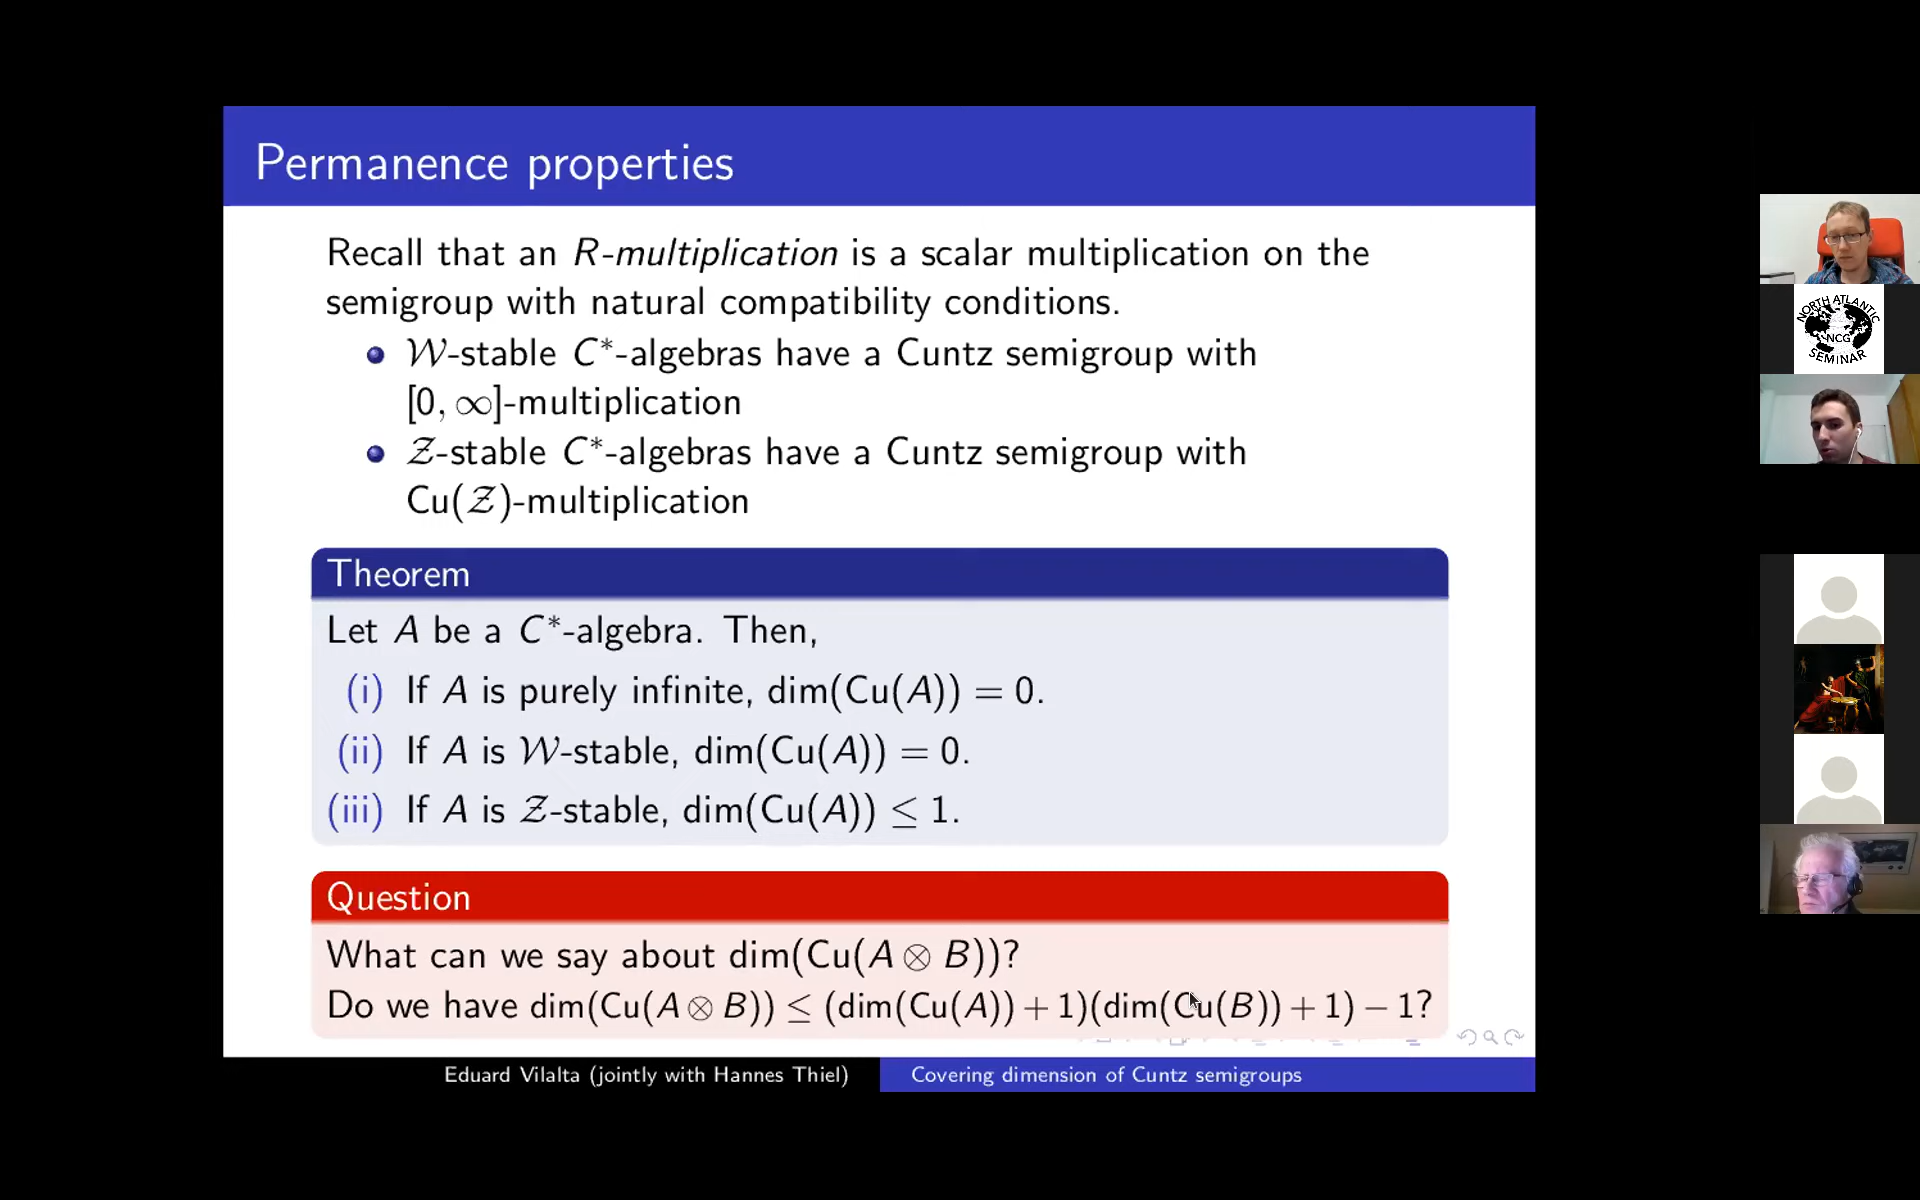 Permanence properties
Recall that an R-multiplication is a scalar multiplication on the
semigroup with natural compatibility conditions.
𝒲-stable C*-algebras have a Cuntz semigroup with
[0, ∞]-multiplication
𝒵-stable C*-algebras have a Cuntz semigroup with
Cu(𝒵)-multiplication
Theorem
Let A be a C*-algebra. Then,
(i) If A is purely infinite, dim(Cu(A)) = 0.
(ii) If A is 𝒲-stable, dim(Cu(A)) = 0.
(iii) If A is 𝒵-stable, dim(Cu(A)) ≤ 1.
Question
What can we say about dim(Cu(A ⊗ B))?
Do we have dim(Cu(A ⊗ B)) ≤ (dim(Cu(A)) + 1)(dim(Cu(B)) + 1) − 1?
Eduard Vilalta (jointly with Hannes Thiel)
Covering dimension of Cuntz semigroups
NORTH ATLANTIC
NCG
SEMINAR